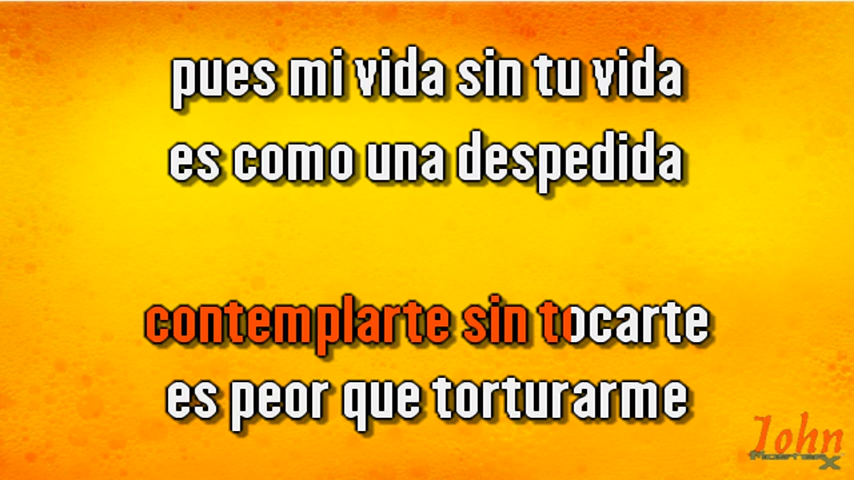 pues mi vida sin tu vida
es como una despedida
contemplarte sin tocarte
es peor que torturarme
John